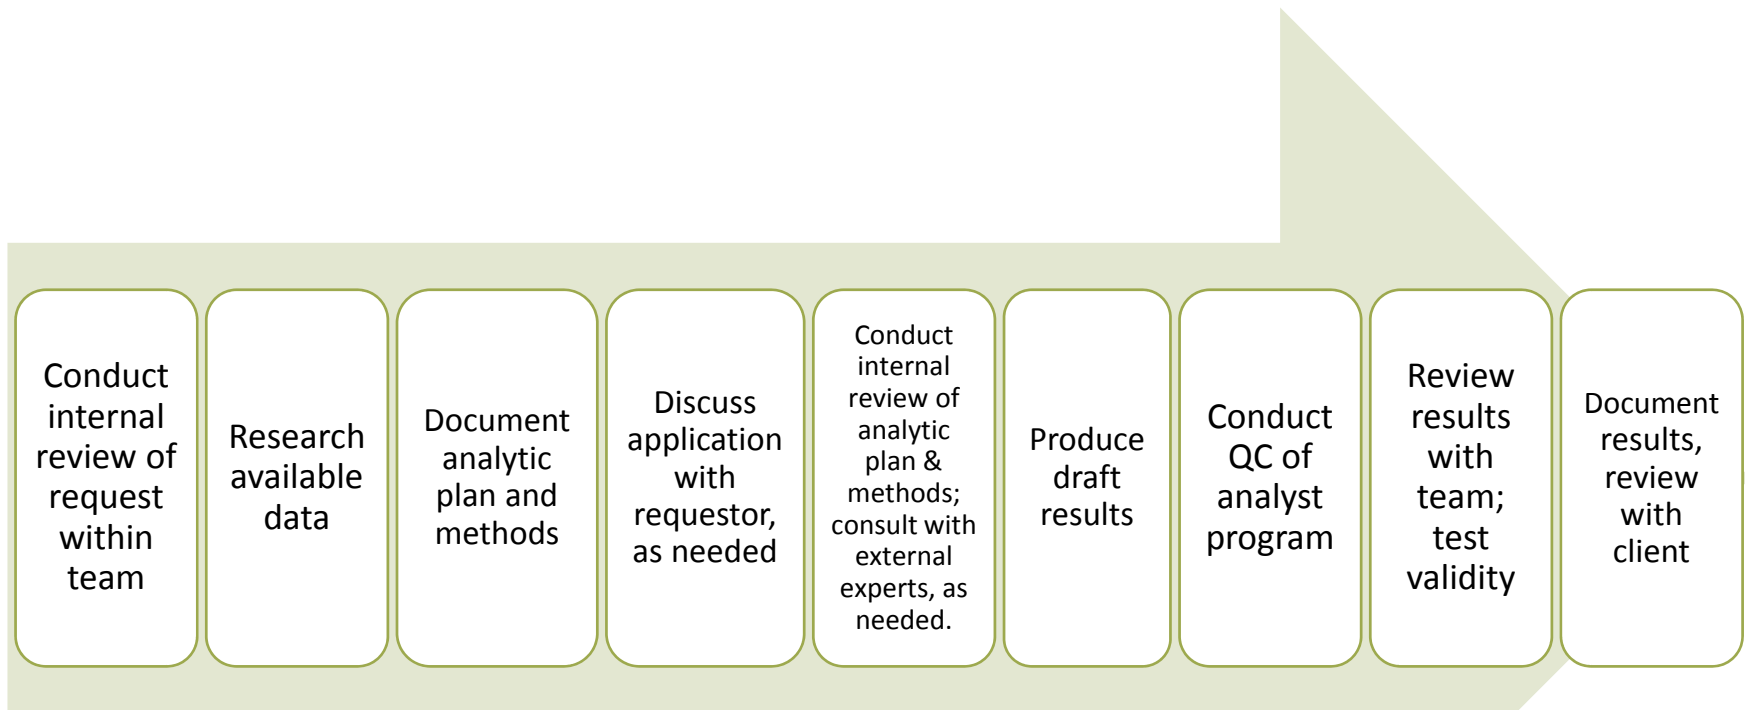 Conduct
internal
review of
request
within
team
Research
available
data
Document
analytic
plan and
methods
Discuss
application
with
requestor,
as needed
Conduct
internal
review of
analytic
plan &
methods;
consult with
external
experts, as
needed.
Produce
draft
results
Conduct
QC of
analyst
program
Review
results
with
team;
test
validity
Document
results,
review
with
client